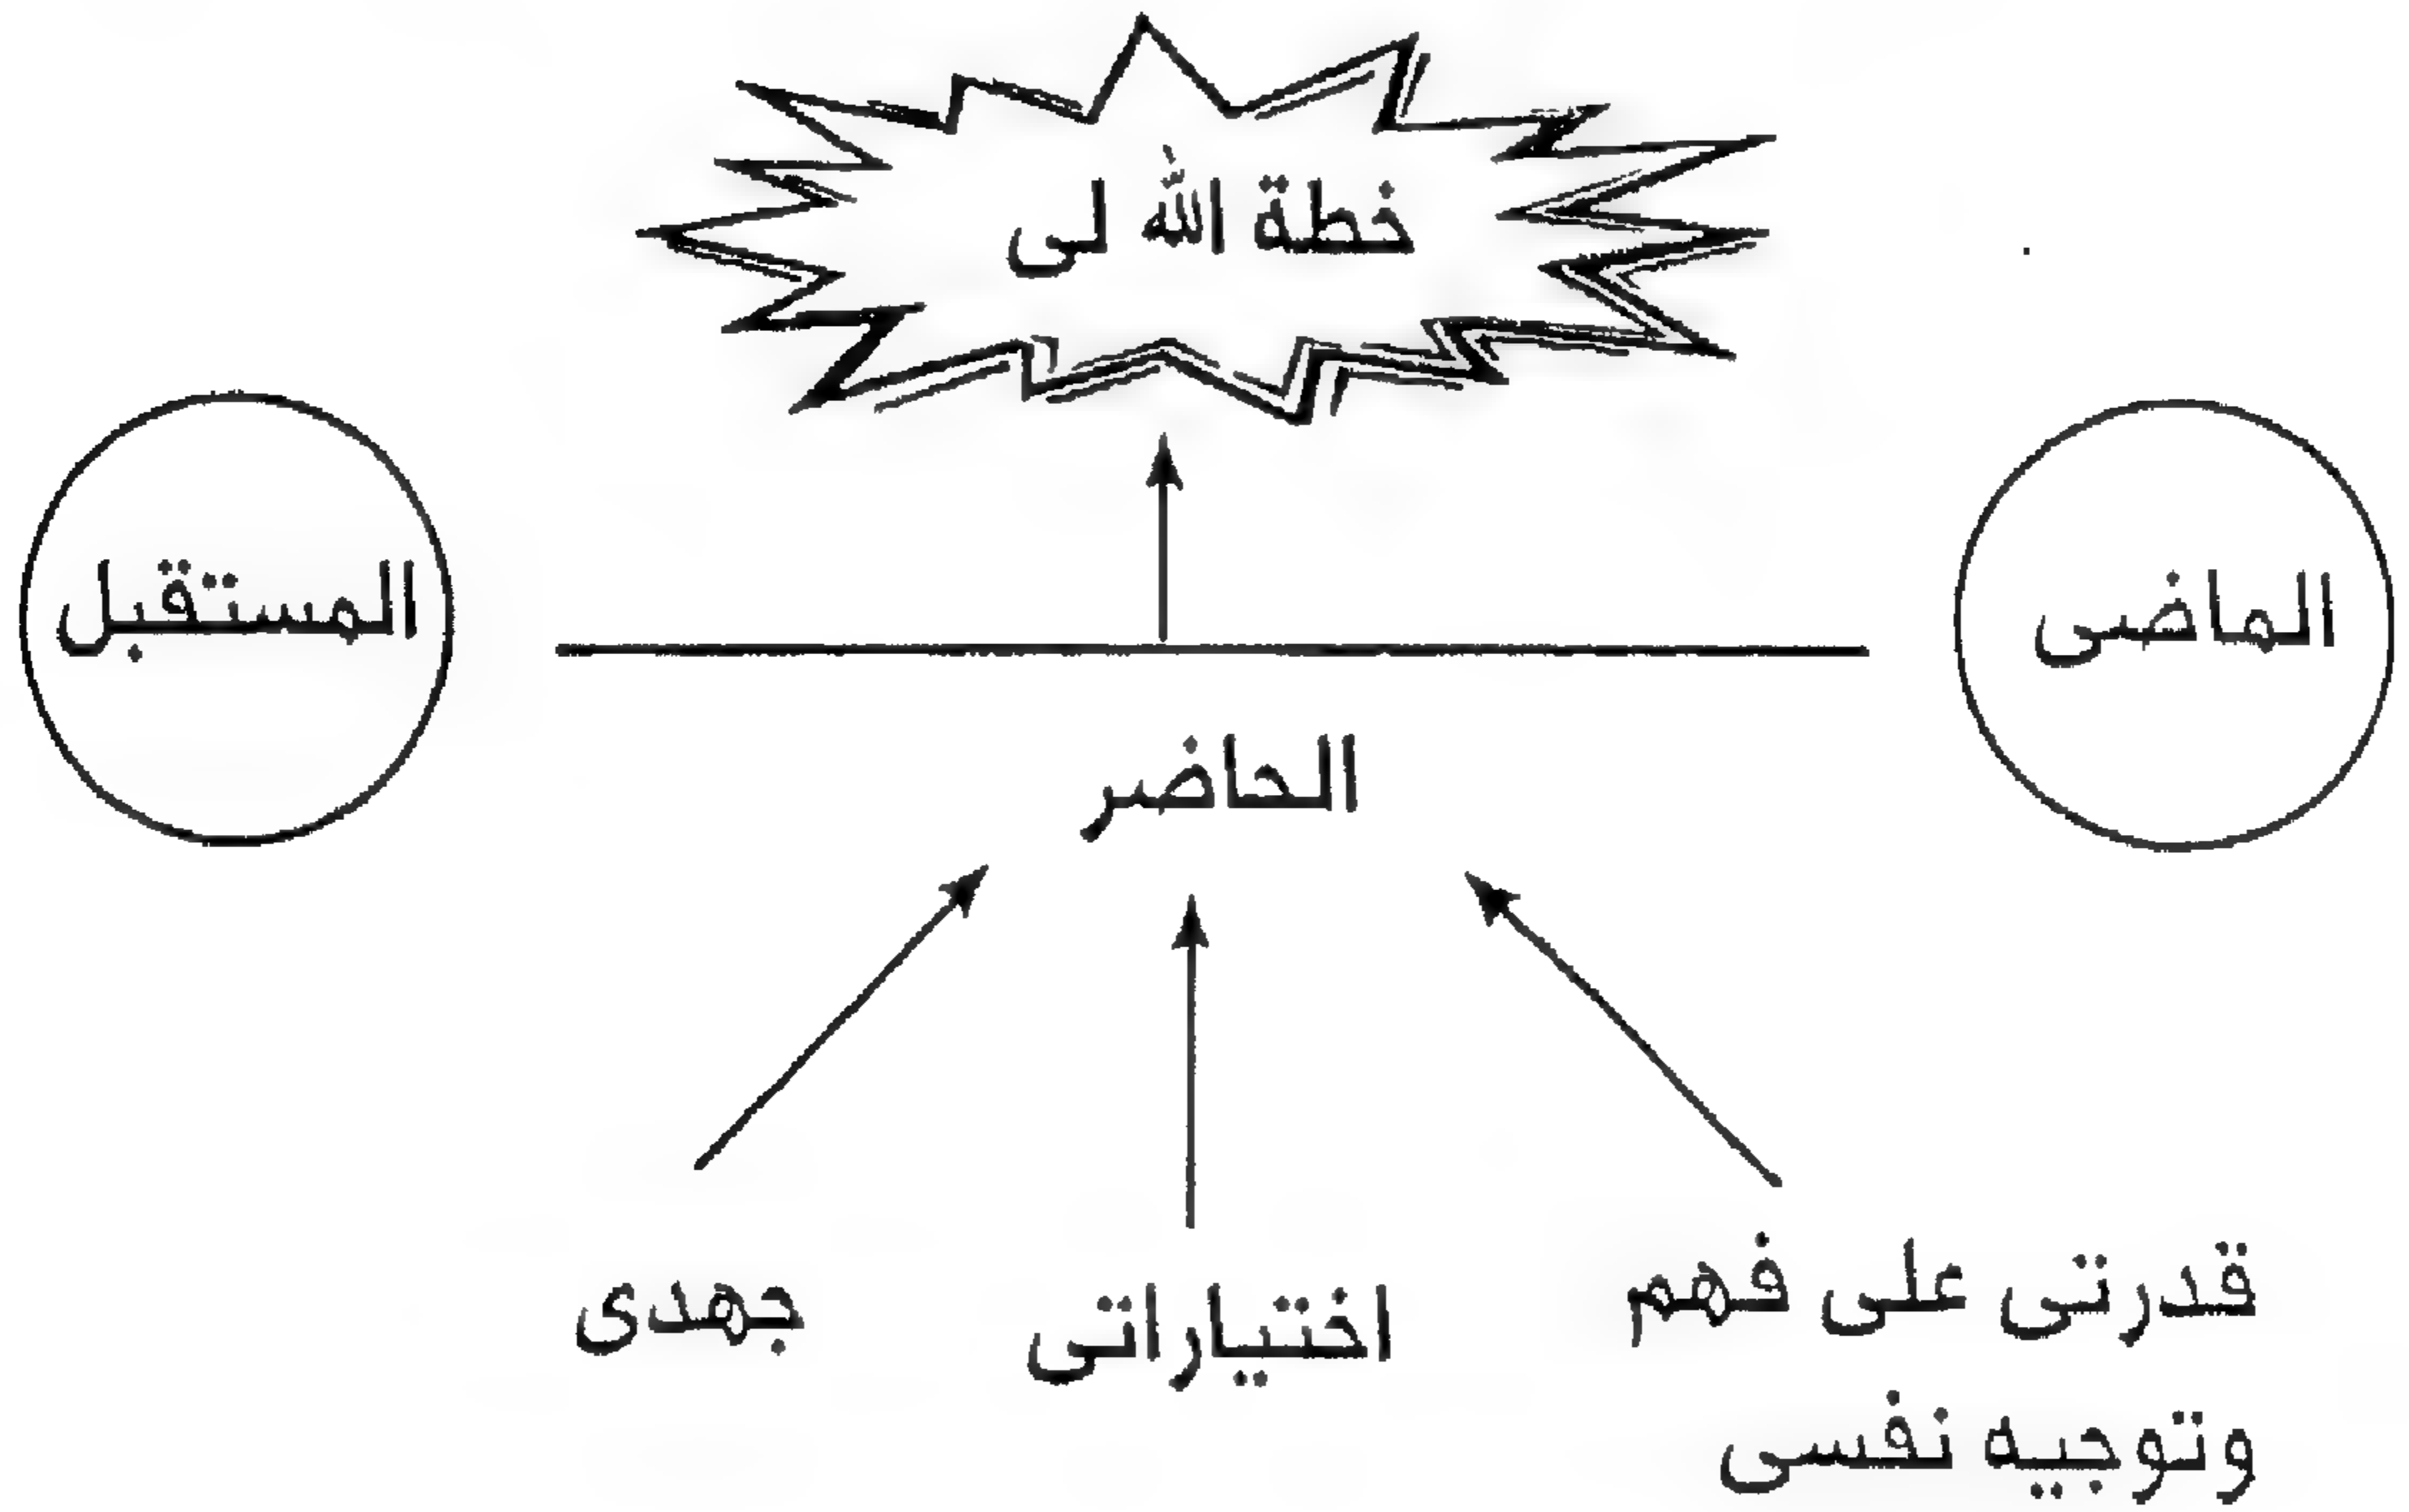 خطة الله لى
الماضى
المستقبل
الحاضر
قدرتى على فهم
وتوجيه نفسى
اختياراتى
جهدى